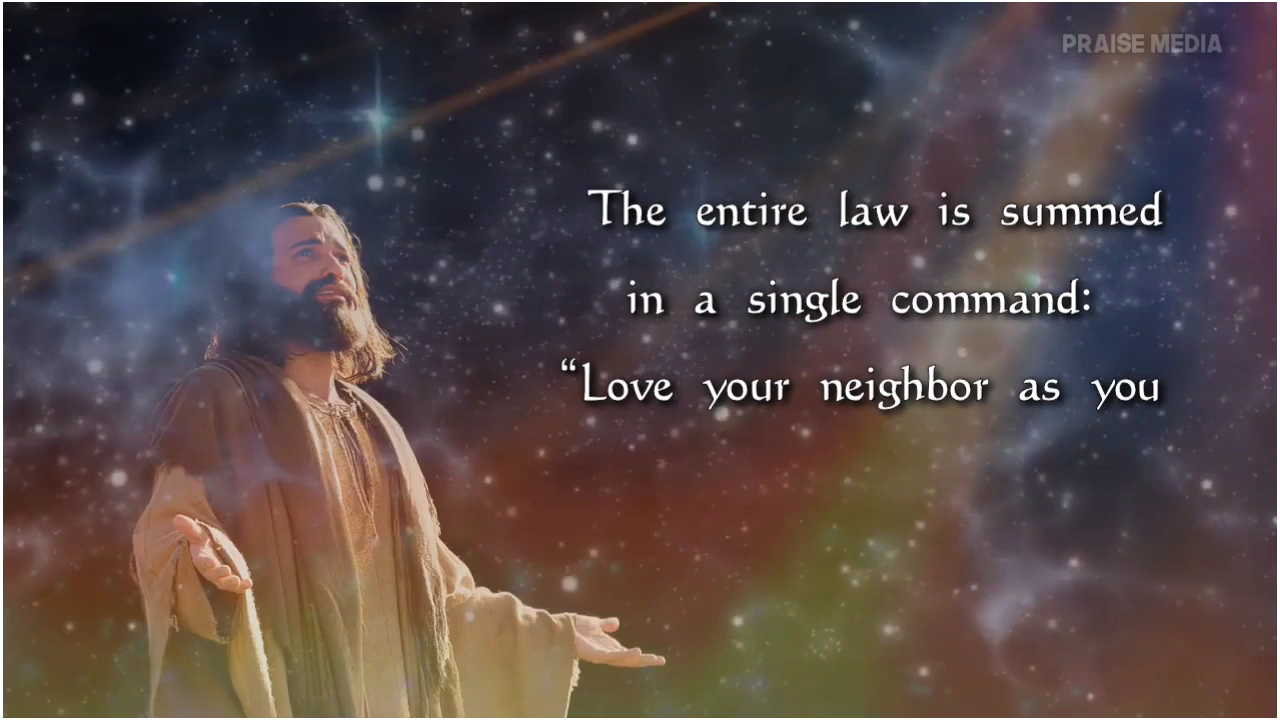 PRAISE MEDIA
The entire law is summed
in a single command:
“Love your neighbor as you